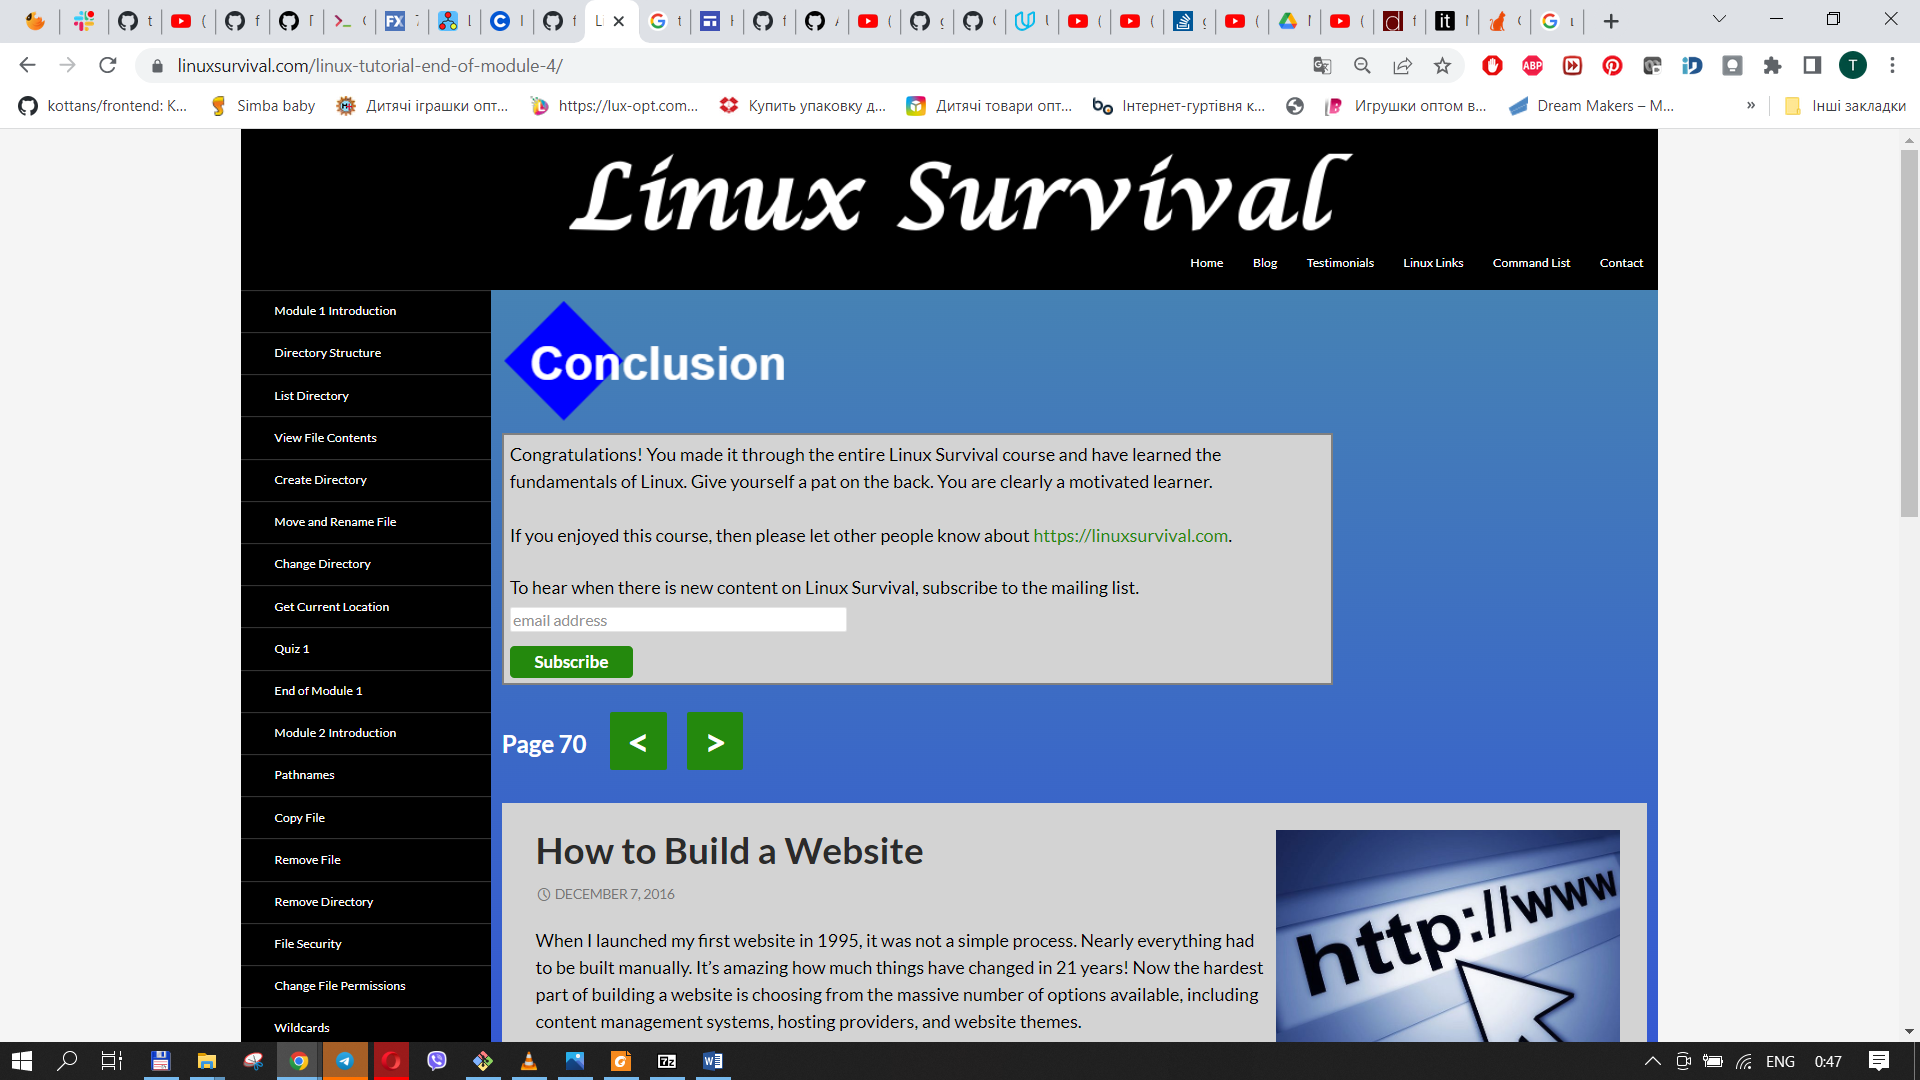 linuxsurvival.com/linux-tutorial-end-of-module-4/
ABP
T
kottans/frontend: K...
Simba baby
Дитячі іграшки опт...
https://lux-opt.com...
Купить упаковку д...
Дитячі товари опт...
Інтернет-гуртівня к...
Игрушки оптом в...
Dream Makers – M...
»
Інші закладки
Linux Survival
Home
Blog
Testimonials
Linux Links
Command List
Contact
Module 1 Introduction
Directory Structure
List Directory
View File Contents
Create Directory
Move and Rename File
Change Directory
Get Current Location
Quiz 1
End of Module 1
Module 2 Introduction
Pathnames
Copy File
Remove File
Remove Directory
File Security
Change File Permissions
Wildcards
Conclusion
Congratulations! You made it through the entire Linux Survival course and have learned the
fundamentals of Linux. Give yourself a pat on the back. You are clearly a motivated learner.
If you enjoyed this course, then please let other people know about https://linuxsurvival.com.
To hear when there is new content on Linux Survival, subscribe to the mailing list.
email address
Subscribe
Page 70
<
>
How to Build a Website
DECEMBER 7, 2016
When I launched my first website in 1995, it was not a simple process. Nearly everything had
to be built manually. It’s amazing how much things have changed in 21 years! Now the hardest
part of building a website is choosing from the massive number of options available, including
content management systems, hosting providers, and website themes.
http://www
ENG
0:47